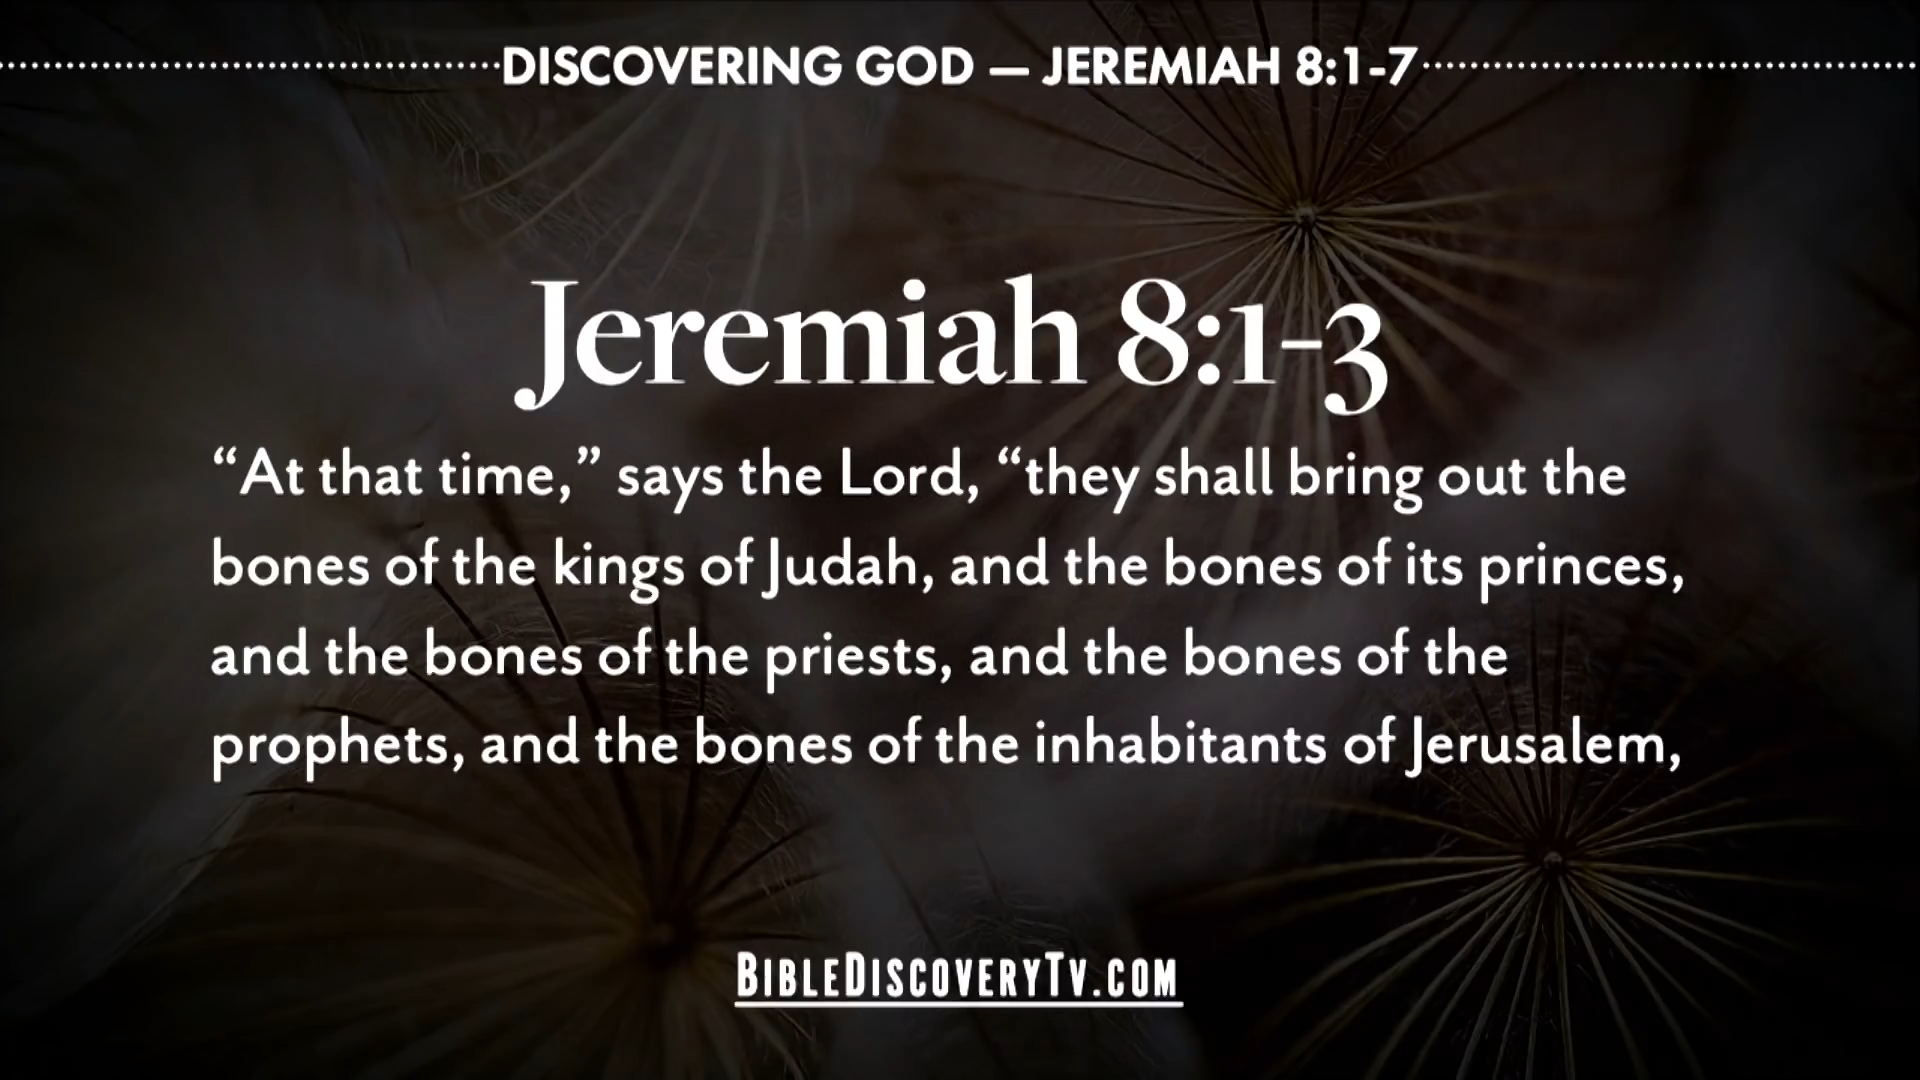 DISCOVERING GOD — JEREMIAH 8:1-7
Jeremiah 8:1-3
“At that time,” says the Lord, “they shall bring out the
bones of the kings of Judah, and the bones of its princes,
and the bones of the priests, and the bones of the
prophets, and the bones of the inhabitants of Jerusalem,
BIBLEDISCOVERYTV.COM